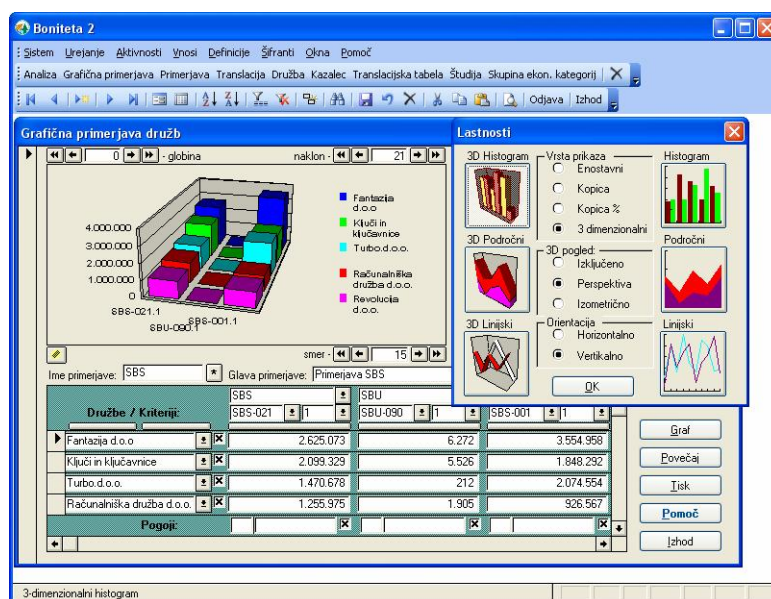 Boniteta 2
Sistem Urejanje Aktivnosti Vnosi Definicije Šifranti Okna Pomoč
Analiza Grafična primerjava Primerjava Translacija Družba Kazalec Translacijska tabela Študija Skupina ekon. kategorij
Odjava Izhod
Grafična primerjava družb
0 - globina naklon - 21
4.000.000
3.000.000
2.000.000
1.000.000
0
SBS-021.1
SBU-090.1
SBS-001.1
Fantazija
d.o.o
Ključi in
ključavnice
Turbo.d.o.o.
Računalniška
družba d.o.o.
Revolucija
d.o.o.
smer - 15
Ime primerjave: SBS * Glava primerjave: Primerjava SBS
SBS SBU
Družbe / Kriteriji: SBS-021 1 SBU-090 1 SBS-001 1
Fantazija d.o.o 2.625.073 6.272 3.554.958
Ključi in ključavnice 2.099.329 5.526 1.848.292
Turbo.d.o.o. 1.470.678 212 2.074.554
Računalniška družba d.o.o. 1.255.975 1.905 926.567
Pogoji:
Lastnosti
3D Histogram
3D Področni
3D Linijski
Vrsta prikaza
Enostavni
Kopica
Kopica %
3 dimenzionalni
3D pogled:
Izključeno
Perspektiva
Izometrično
Orientacija
Horizontalno
Vertikalno
OK
Histogram
Področni
Linijski
Graf
Povečaj
Tisk
Pomoč
Izhod
3-dimenzionalni histogram